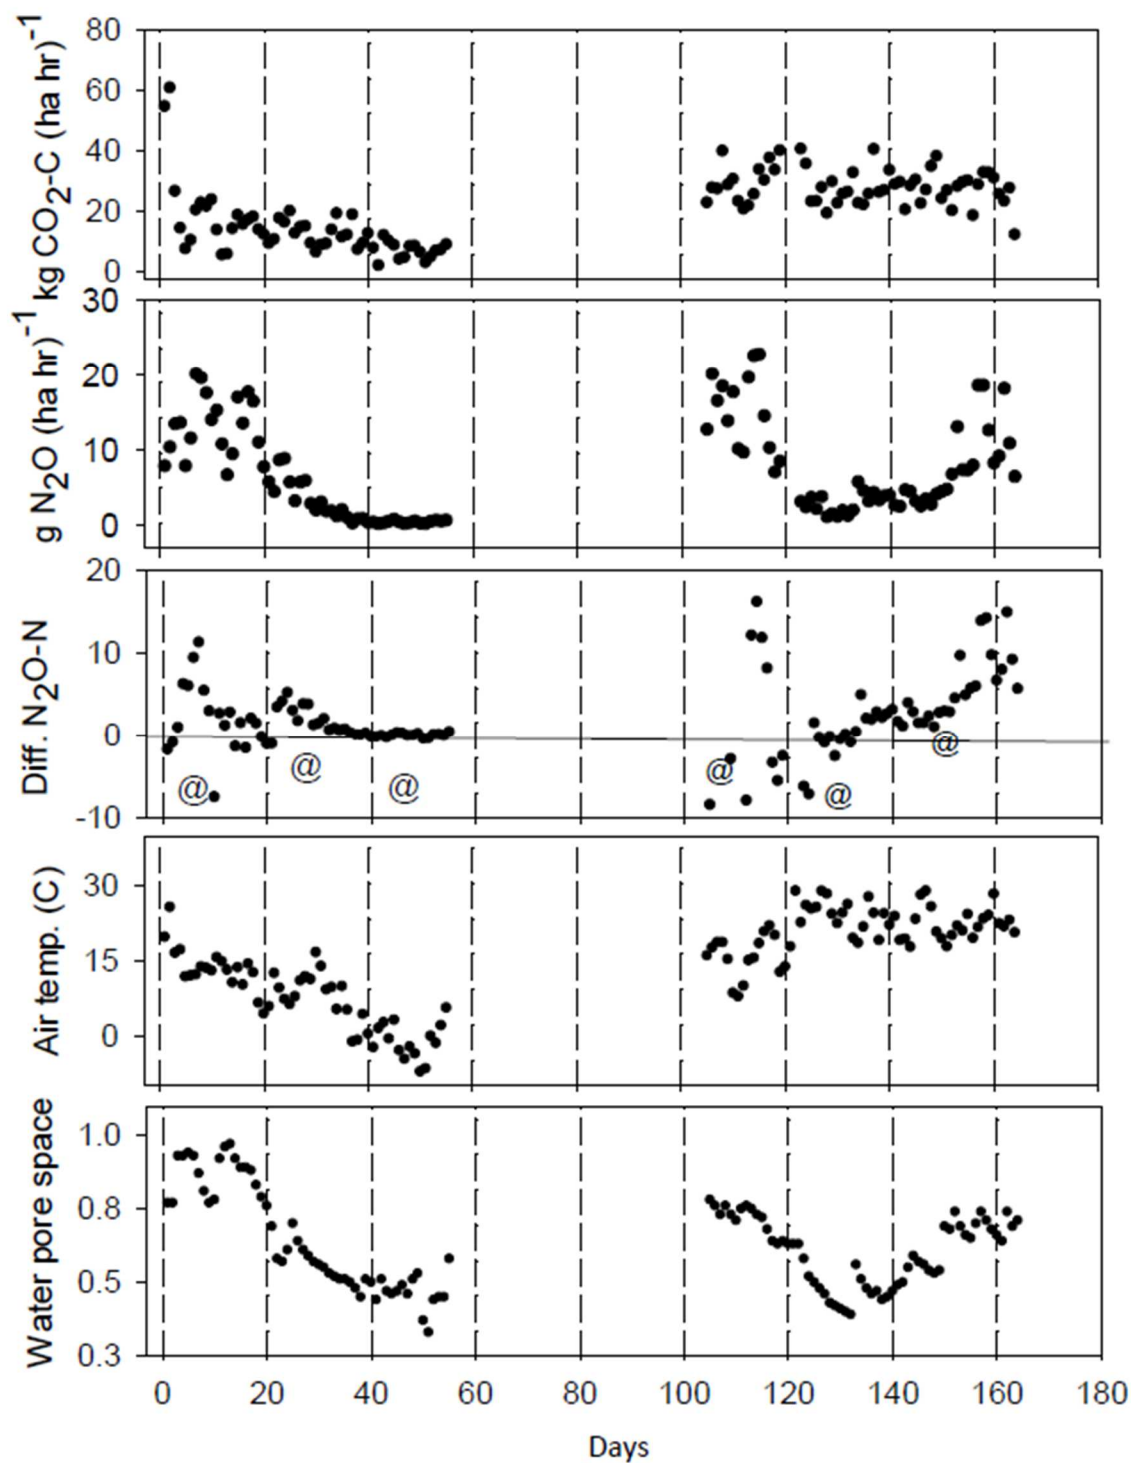 kg CO2-C (ha hr)-1
80
60
40
20
0
g N2O (ha hr)-1
30
20
10
0
Diff. N2O-N
20
10
0
-10
@ @ @ @ @ @
Air temp. (C)
30
15
0
Water pore space
1.0
0.8
0.5
0.3
0 20 40 60 80 100 120 140 160 180
Days